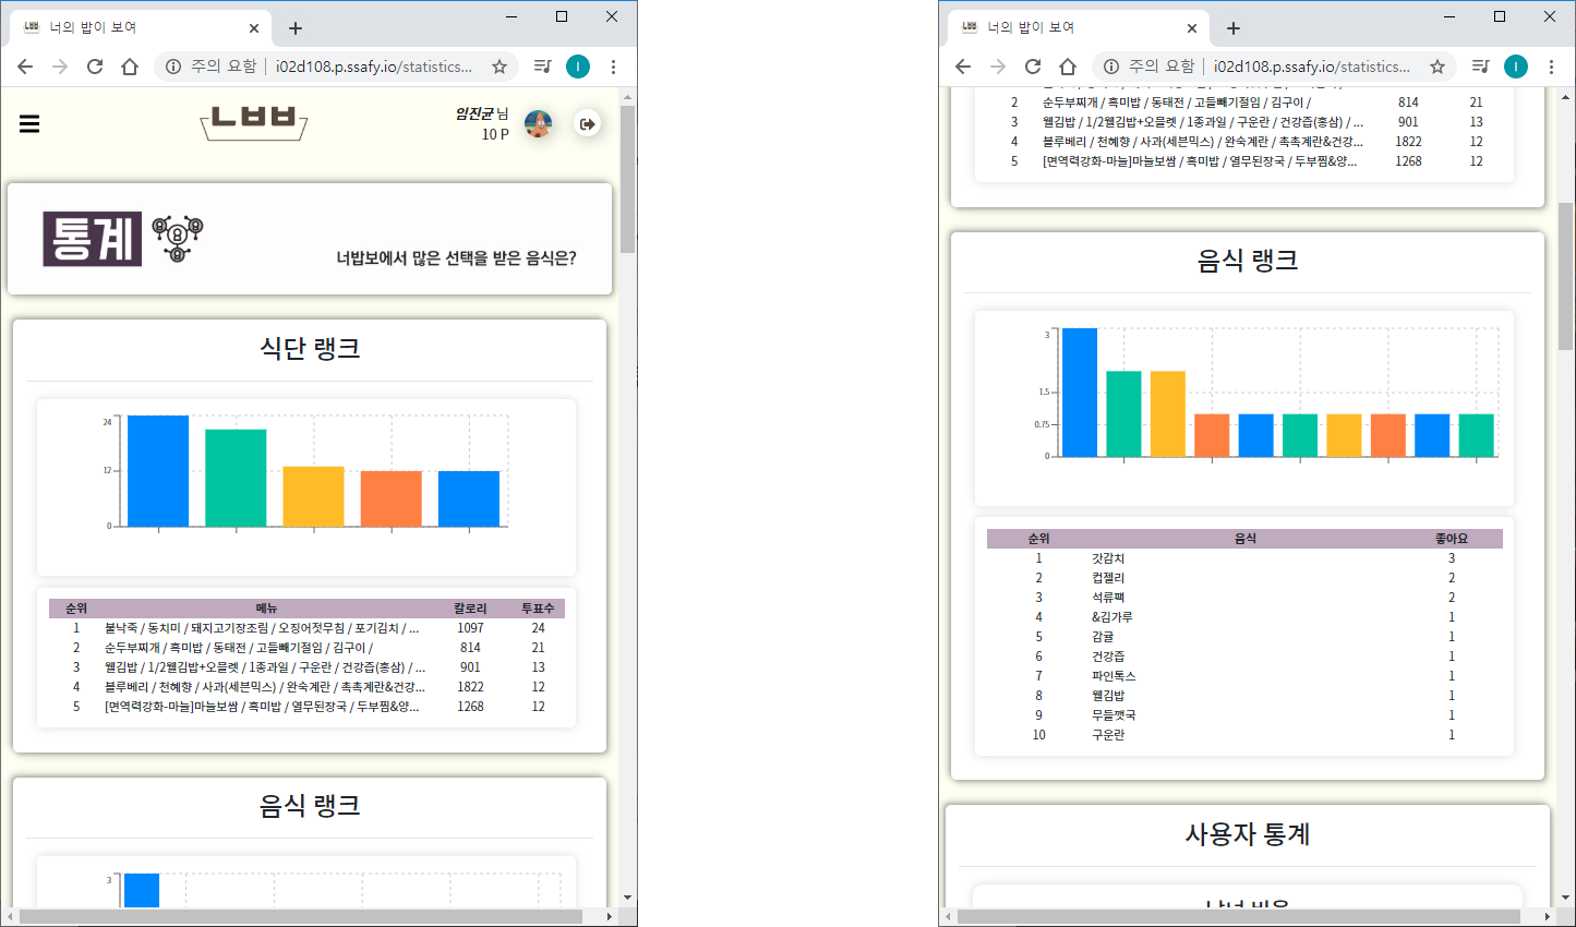 너의 밥이 보여
주의 요함 | i02d108.p.ssafy.io/statistics...
I
ㄴㅂㅂ
임진균 님
10 P
통계
너밥보에서 많은 선택을 받은 음식은?
식단 랭크
24
12
0
순위 메뉴 칼로리 투표수
1 불낙죽 / 동치미 / 돼지고기장조림 / 오징어젓무침 / 포기김치 / ... 1097 24
2 순두부찌개 / 흑미밥 / 동태전 / 고들빼기절임 / 김구이 / 814 21
3 웰김밥 / 1/2웰김밥+오믈렛 / 1종과일 / 구운란 / 건강즙(홍삼) / ... 901 13
4 블루베리 / 천혜향 / 사과(세븐믹스) / 완숙계란 / 촉촉계란&건강... 1822 12
5 [면역력강화-마늘]마늘보쌈 / 흑미밥 / 열무된장국 / 두부찜&양... 1268 12
음식 랭크
3
너의 밥이 보여
주의 요함 | i02d108.p.ssafy.io/statistics...
I
2 순두부찌개 / 흑미밥 / 동태전 / 고들빼기절임 / 김구이 / 814 21
3 웰김밥 / 1/2웰김밥+오믈렛 / 1종과일 / 구운란 / 건강즙(홍삼) / ... 901 13
4 블루베리 / 천혜향 / 사과(세븐믹스) / 완숙계란 / 촉촉계란&건강... 1822 12
5 [면역력강화-마늘]마늘보쌈 / 흑미밥 / 열무된장국 / 두부찜&양... 1268 12
음식 랭크
3
1.5
0.75
0
순위 음식 좋아요
1 갓김치 3
2 컵젤리 2
3 석류팩 2
4 &김가루 1
5 감귤 1
6 건강즙 1
7 파인톡스 1
8 웰김밥 1
9 무들깻국 1
10 구운란 1
사용자 통계